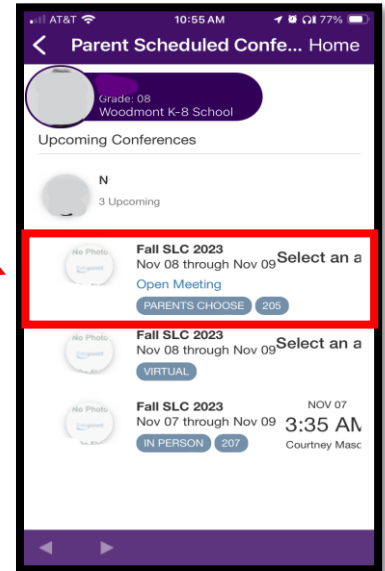 AT&T 10:55 AM 77%
Parent Scheduled Confe... Home
Grade: 08
Woodmont K-8 School
Upcoming Conferences
N
3 Upcoming
No Photo
Fall SLC 2023
Nov 08 through Nov 09 Select an a
Open Meeting
PARENTS CHOOSE 205
No Photo
Fall SLC 2023
Nov 08 through Nov 09 Select an a
VIRTUAL
No Photo
Fall SLC 2023 NOV 07
Nov 07 through Nov 09 3:35 AM
IN PERSON 207 Courtney Masc